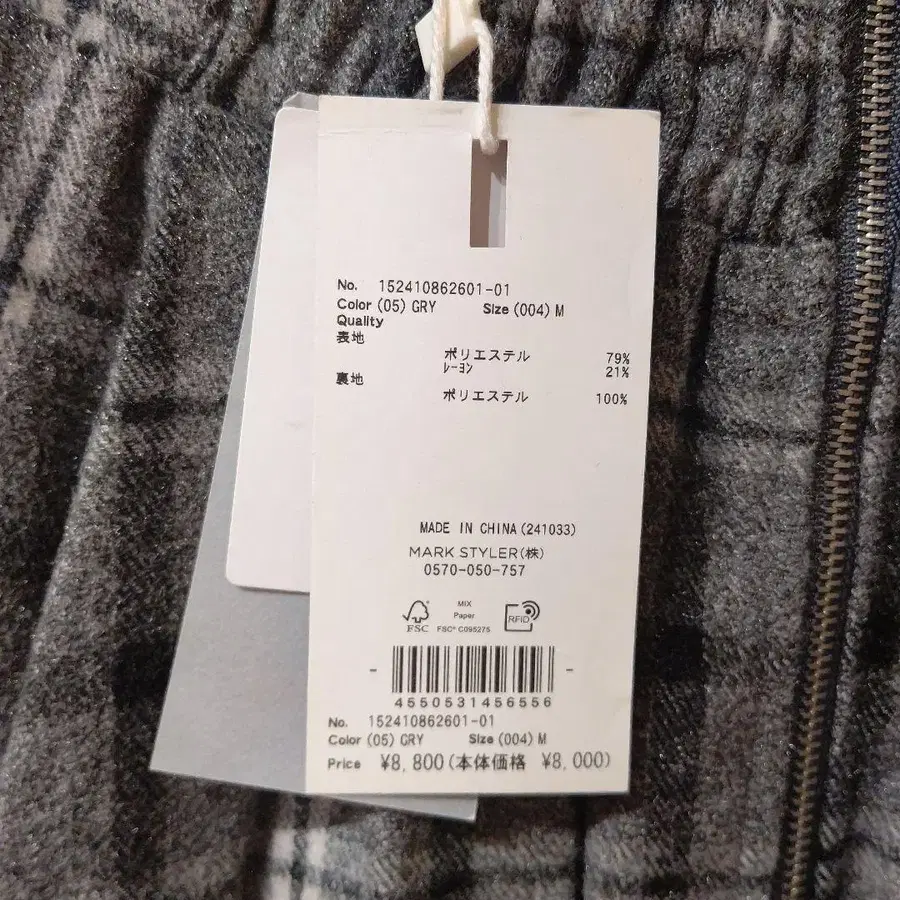 No. 152410862601-01
Color (05) GRY Size (004) M
Quality
表地
ポリエステル 79%
ﾚｰﾖﾝ 21%
裏地
ポリエステル 100%
MADE IN CHINA (241033)
MARK STYLER(株)
0570-050-757
FSC
MIX
Paper
FSC® C095275
RFID
4550531456556
No. 152410862601-01
Color (05) GRY Size (004) M
Price ¥8,800(本体価格 ¥8,000)